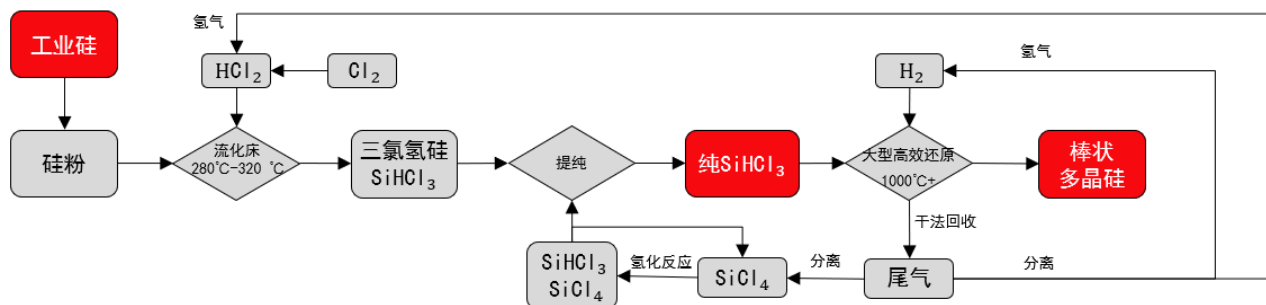 氢气
工业硅
HCl₂
Cl₂
H₂
氢气
硅粉
流化床
280℃-320 ℃
三氯氢硅
SiHCl₃
提纯
纯SiHCl₃
大型高效还原
1000℃+
棒状
多晶硅
干法回收
SiHCl₃
SiCl₄
氢化反应
SiCl₄
分离
尾气
分离